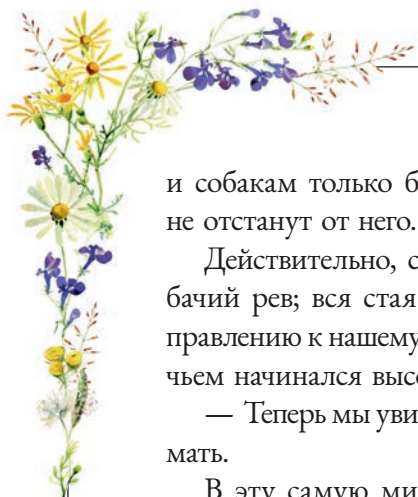 и собакам только б
не отстанут от него.
Действительно, с
бачий рев; вся стая
правлению к нашему
чьем начинался высо
— Теперь мы уви
мать.
В эту самую ми